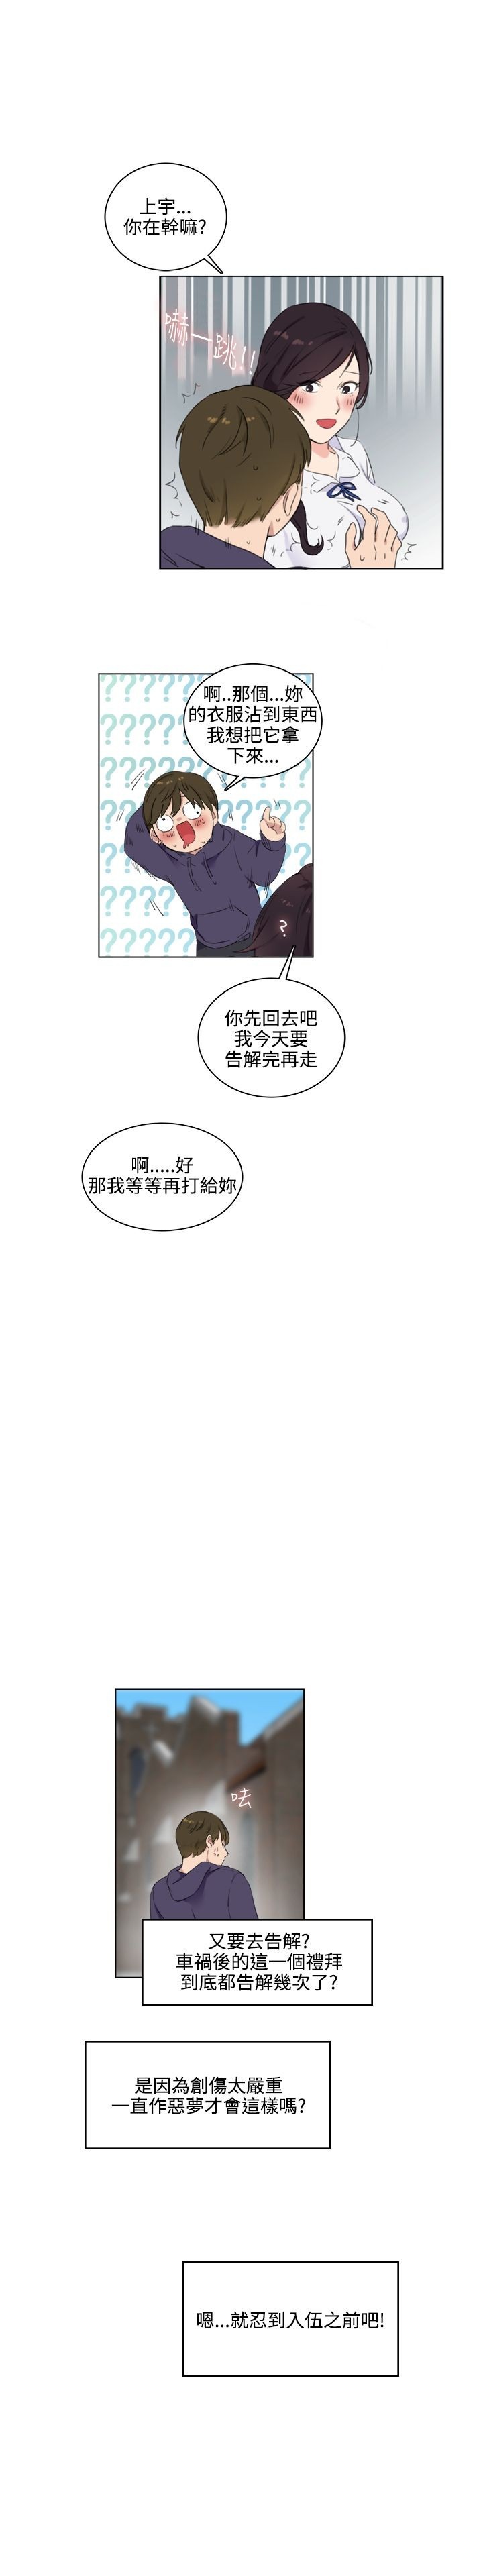 上宇...
你在幹嘛?
嚇一跳!!
啊..那個...妳
的衣服沾到東西
我想把它拿
下來...
?
你先回去吧
我今天要
告解完再走
啊.....好
那我等等再打給妳
呿
又要去告解?
車禍後的這一個禮拜
到底都告解幾次了?
是因為創傷太嚴重
一直作惡夢才會這樣嗎?
嗯...就忍到入伍之前吧!